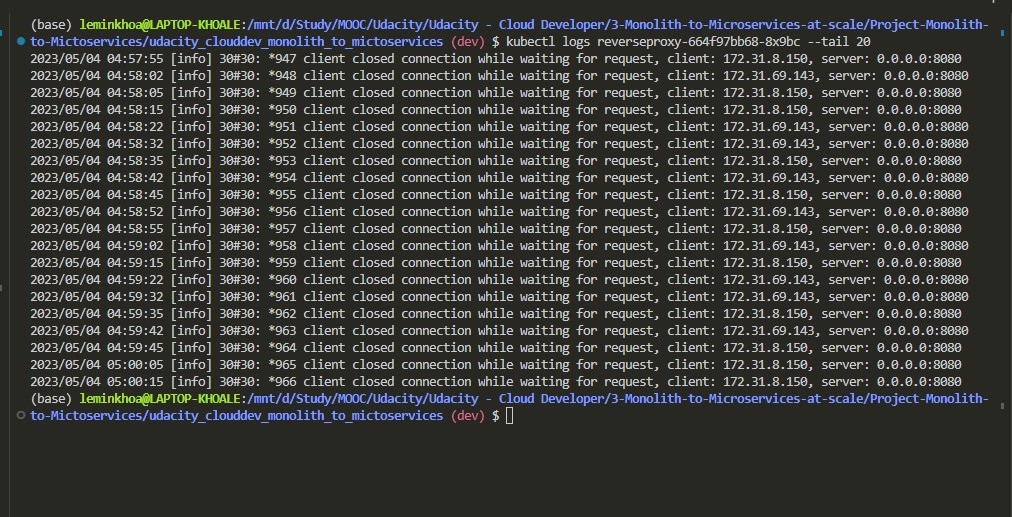 (base) leminkhoa@LAPTOP-KHOALE:/mnt/d/Study/MOOC/Udacity/Udacity - Cloud Developer/3-Monolith-to-Microservices-at-scale/Project-Monolith-
to-Mictoservices/udacity_clouddev_monolith_to_mictoservices (dev) $ kubectl logs reverseproxy-664f97bb68-8x9bc --tail 20
2023/05/04 04:57:55 [info] 30#30: *947 client closed connection while waiting for request, client: 172.31.8.150, server: 0.0.0.0:8080
2023/05/04 04:58:02 [info] 30#30: *948 client closed connection while waiting for request, client: 172.31.69.143, server: 0.0.0.0:8080
2023/05/04 04:58:05 [info] 30#30: *949 client closed connection while waiting for request, client: 172.31.8.150, server: 0.0.0.0:8080
2023/05/04 04:58:15 [info] 30#30: *950 client closed connection while waiting for request, client: 172.31.8.150, server: 0.0.0.0:8080
2023/05/04 04:58:22 [info] 30#30: *951 client closed connection while waiting for request, client: 172.31.69.143, server: 0.0.0.0:8080
2023/05/04 04:58:32 [info] 30#30: *952 client closed connection while waiting for request, client: 172.31.69.143, server: 0.0.0.0:8080
2023/05/04 04:58:35 [info] 30#30: *953 client closed connection while waiting for request, client: 172.31.8.150, server: 0.0.0.0:8080
2023/05/04 04:58:42 [info] 30#30: *954 client closed connection while waiting for request, client: 172.31.69.143, server: 0.0.0.0:8080
2023/05/04 04:58:45 [info] 30#30: *955 client closed connection while waiting for request, client: 172.31.8.150, server: 0.0.0.0:8080
2023/05/04 04:58:52 [info] 30#30: *956 client closed connection while waiting for request, client: 172.31.69.143, server: 0.0.0.0:8080
2023/05/04 04:58:55 [info] 30#30: *957 client closed connection while waiting for request, client: 172.31.8.150, server: 0.0.0.0:8080
2023/05/04 04:59:02 [info] 30#30: *958 client closed connection while waiting for request, client: 172.31.69.143, server: 0.0.0.0:8080
2023/05/04 04:59:15 [info] 30#30: *959 client closed connection while waiting for request, client: 172.31.8.150, server: 0.0.0.0:8080
2023/05/04 04:59:22 [info] 30#30: *960 client closed connection while waiting for request, client: 172.31.69.143, server: 0.0.0.0:8080
2023/05/04 04:59:32 [info] 30#30: *961 client closed connection while waiting for request, client: 172.31.69.143, server: 0.0.0.0:8080
2023/05/04 04:59:35 [info] 30#30: *962 client closed connection while waiting for request, client: 172.31.8.150, server: 0.0.0.0:8080
2023/05/04 04:59:42 [info] 30#30: *963 client closed connection while waiting for request, client: 172.31.69.143, server: 0.0.0.0:8080
2023/05/04 04:59:45 [info] 30#30: *964 client closed connection while waiting for request, client: 172.31.8.150, server: 0.0.0.0:8080
2023/05/04 05:00:05 [info] 30#30: *965 client closed connection while waiting for request, client: 172.31.8.150, server: 0.0.0.0:8080
2023/05/04 05:00:15 [info] 30#30: *966 client closed connection while waiting for request, client: 172.31.8.150, server: 0.0.0.0:8080
(base) leminkhoa@LAPTOP-KHOALE:/mnt/d/Study/MOOC/Udacity/Udacity - Cloud Developer/3-Monolith-to-Microservices-at-scale/Project-Monolith-
to-Mictoservices/udacity_clouddev_monolith_to_mictoservices (dev) $